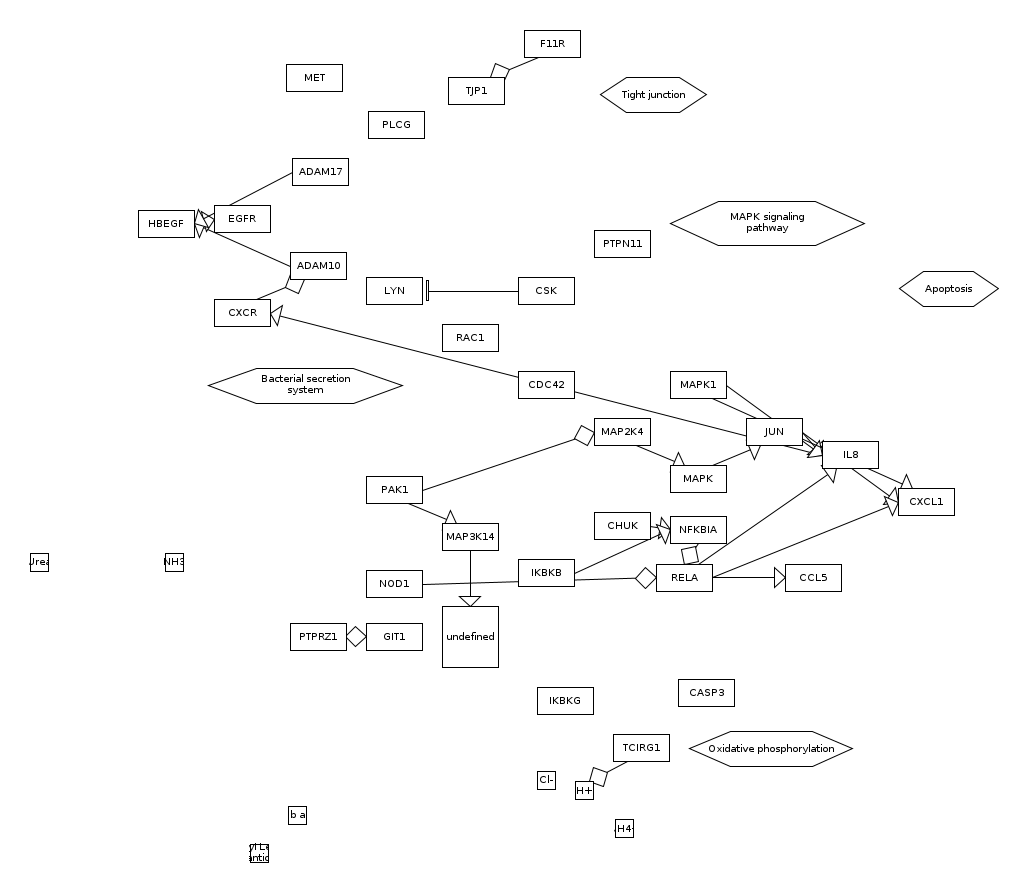 F11R
MET
TJP1
Tight junction
PLCG
ADAM17
HBEGF
EGFR
MAPK signaling
pathway
PTPN11
ADAM10
LYN
CSK
Apoptosis
CXCR
RAC1
Bacterial secretion
system
CDC42
MAPK1
MAP2K4
JUN
IL8
MAPK
PAK1
CXCL1
CHUK
NFKBIA
MAP3K14
Urea
NH3
NOD1
IKBKB
RELA
CCL5
PTPRZ1
GIT1
undefined
IKBKG
CASP3
TCIRG1
Oxidative phosphorylation
Cl-
H+
b a
H4